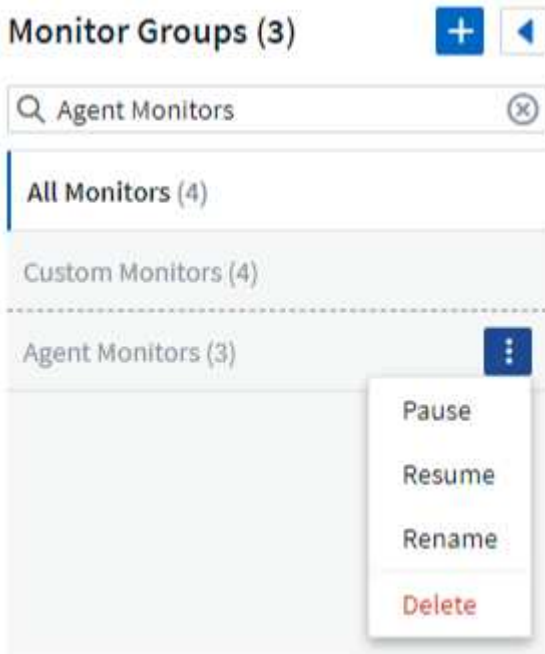 Monitor Groups (3)
Agent Monitors
All Monitors (4)
Custom Monitors (4)
Agent Monitors (3)
Pause
Resume
Rename
Delete